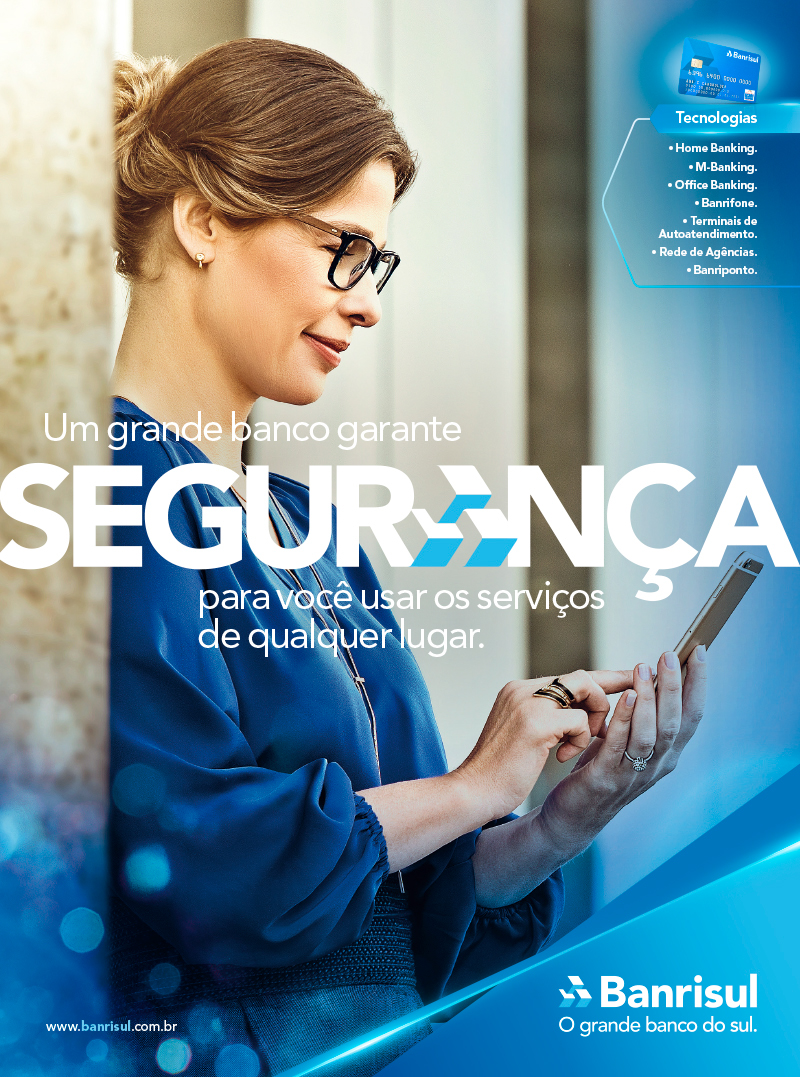 Banrisul
Tecnologias
• Home Banking.
• M-Banking.
• Office Banking.
• Banrifone.
• Terminais de
Autoatendimento.
• Rede de Agências.
• Banriponto.
Um grande banco garante
SEGURANÇA
para você usar os serviços
de qualquer lugar.
www.banrisul.com.br
Banrisul
O grande banco do sul.